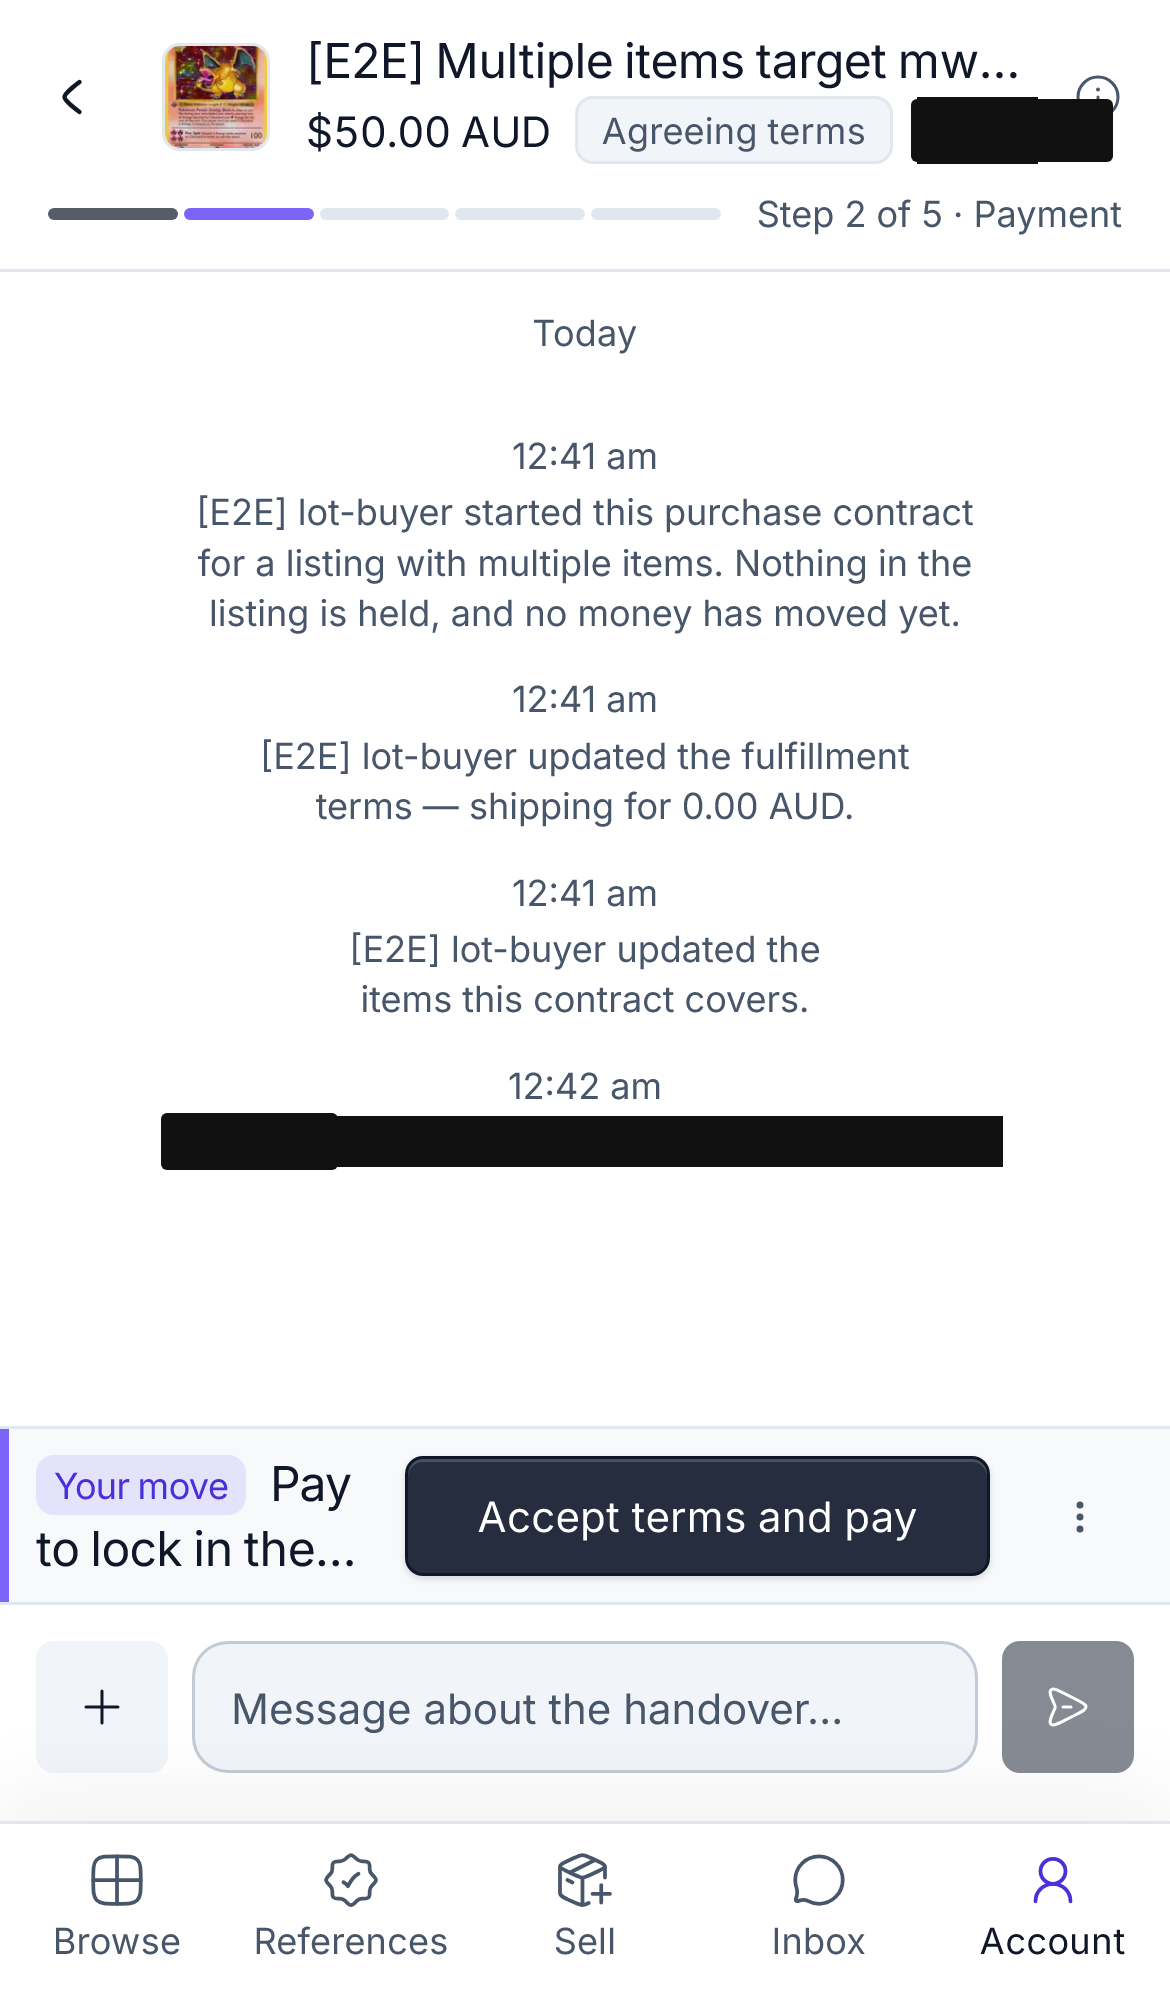 [E2E] Multiple items target mw...
$50.00 AUD Agreeing terms
Step 2 of 5 · Payment
Today
12:41 am
[E2E] lot-buyer started this purchase contract
for a listing with multiple items. Nothing in the
listing is held, and no money has moved yet.
12:41 am
[E2E] lot-buyer updated the fulfillment
terms — shipping for 0.00 AUD.
12:41 am
[E2E] lot-buyer updated the
items this contract covers.
12:42 am
Your move Pay
to lock in the...
Accept terms and pay
Message about the handover...
Browse
References
Sell
Inbox
Account